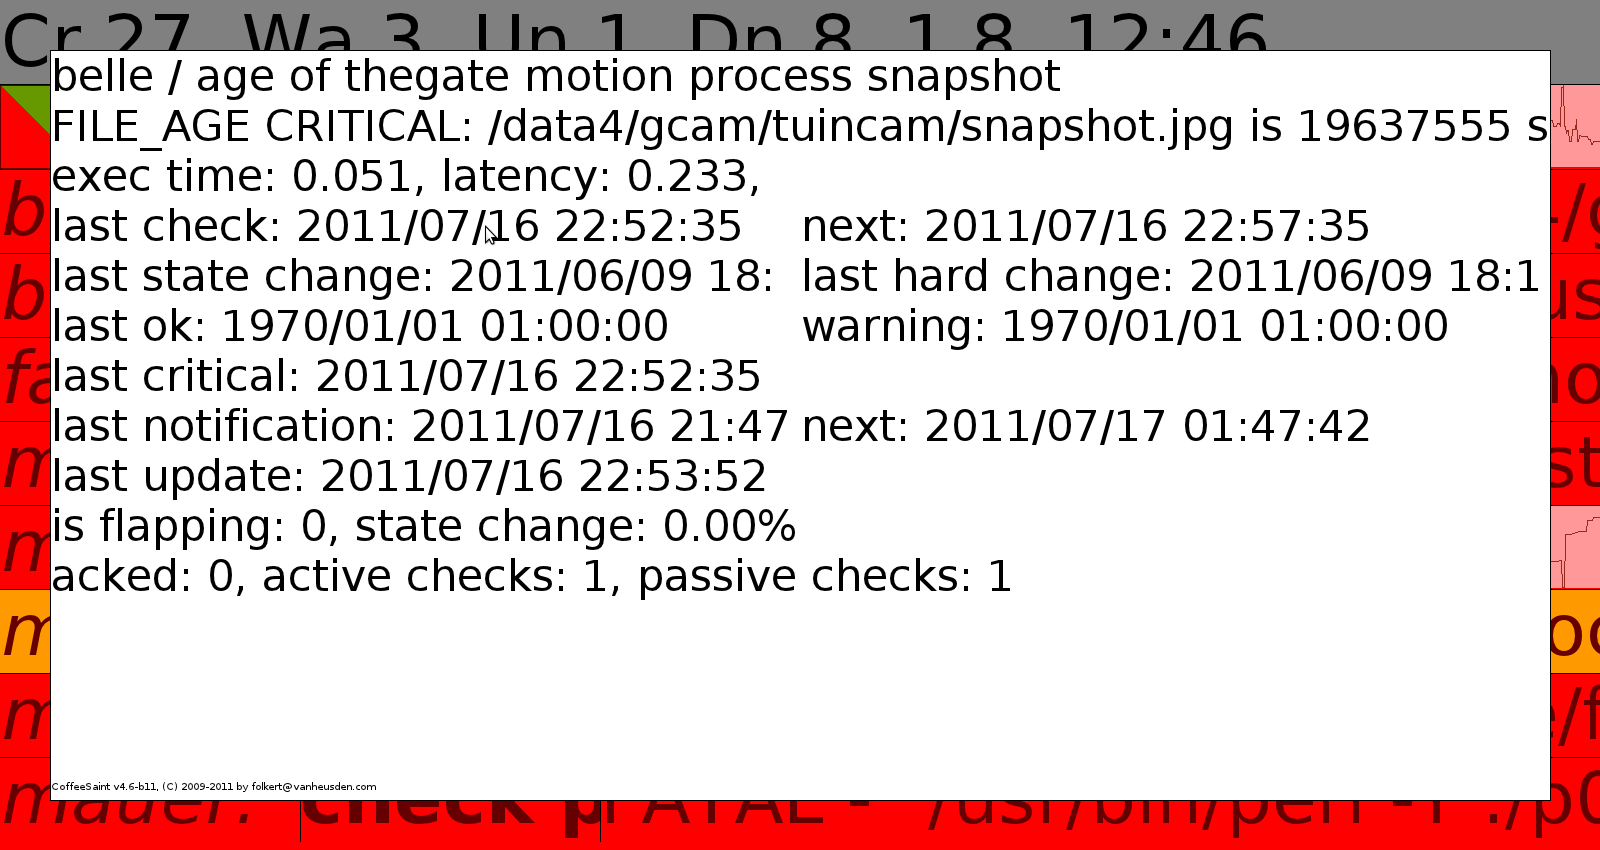 Cr 27 Wa 3 Un 1 Dn 8 1.8 12:46
belle / age of thegate motion process snapshot
FILE_AGE CRITICAL: /data4/gcam/tuincam/snapshot.jpg is 19637555 s
exec time: 0.051, latency: 0.233,
last check: 2011/07/16 22:52:35 next: 2011/07/16 22:57:35
last state change: 2011/06/09 18: last hard change: 2011/06/09 18:1
last ok: 1970/01/01 01:00:00 warning: 1970/01/01 01:00:00
last critical: 2011/07/16 22:52:35
last notification: 2011/07/16 21:47 next: 2011/07/17 01:47:42
last update: 2011/07/16 22:53:52
is flapping: 0, state change: 0.00%
acked: 0, active checks: 1, passive checks: 1
CoffeeSaint v4.6-b11, (C) 2009-2011 by folkert@vanheusden.com
mauer: check p /usr/bin/perl -T ./p